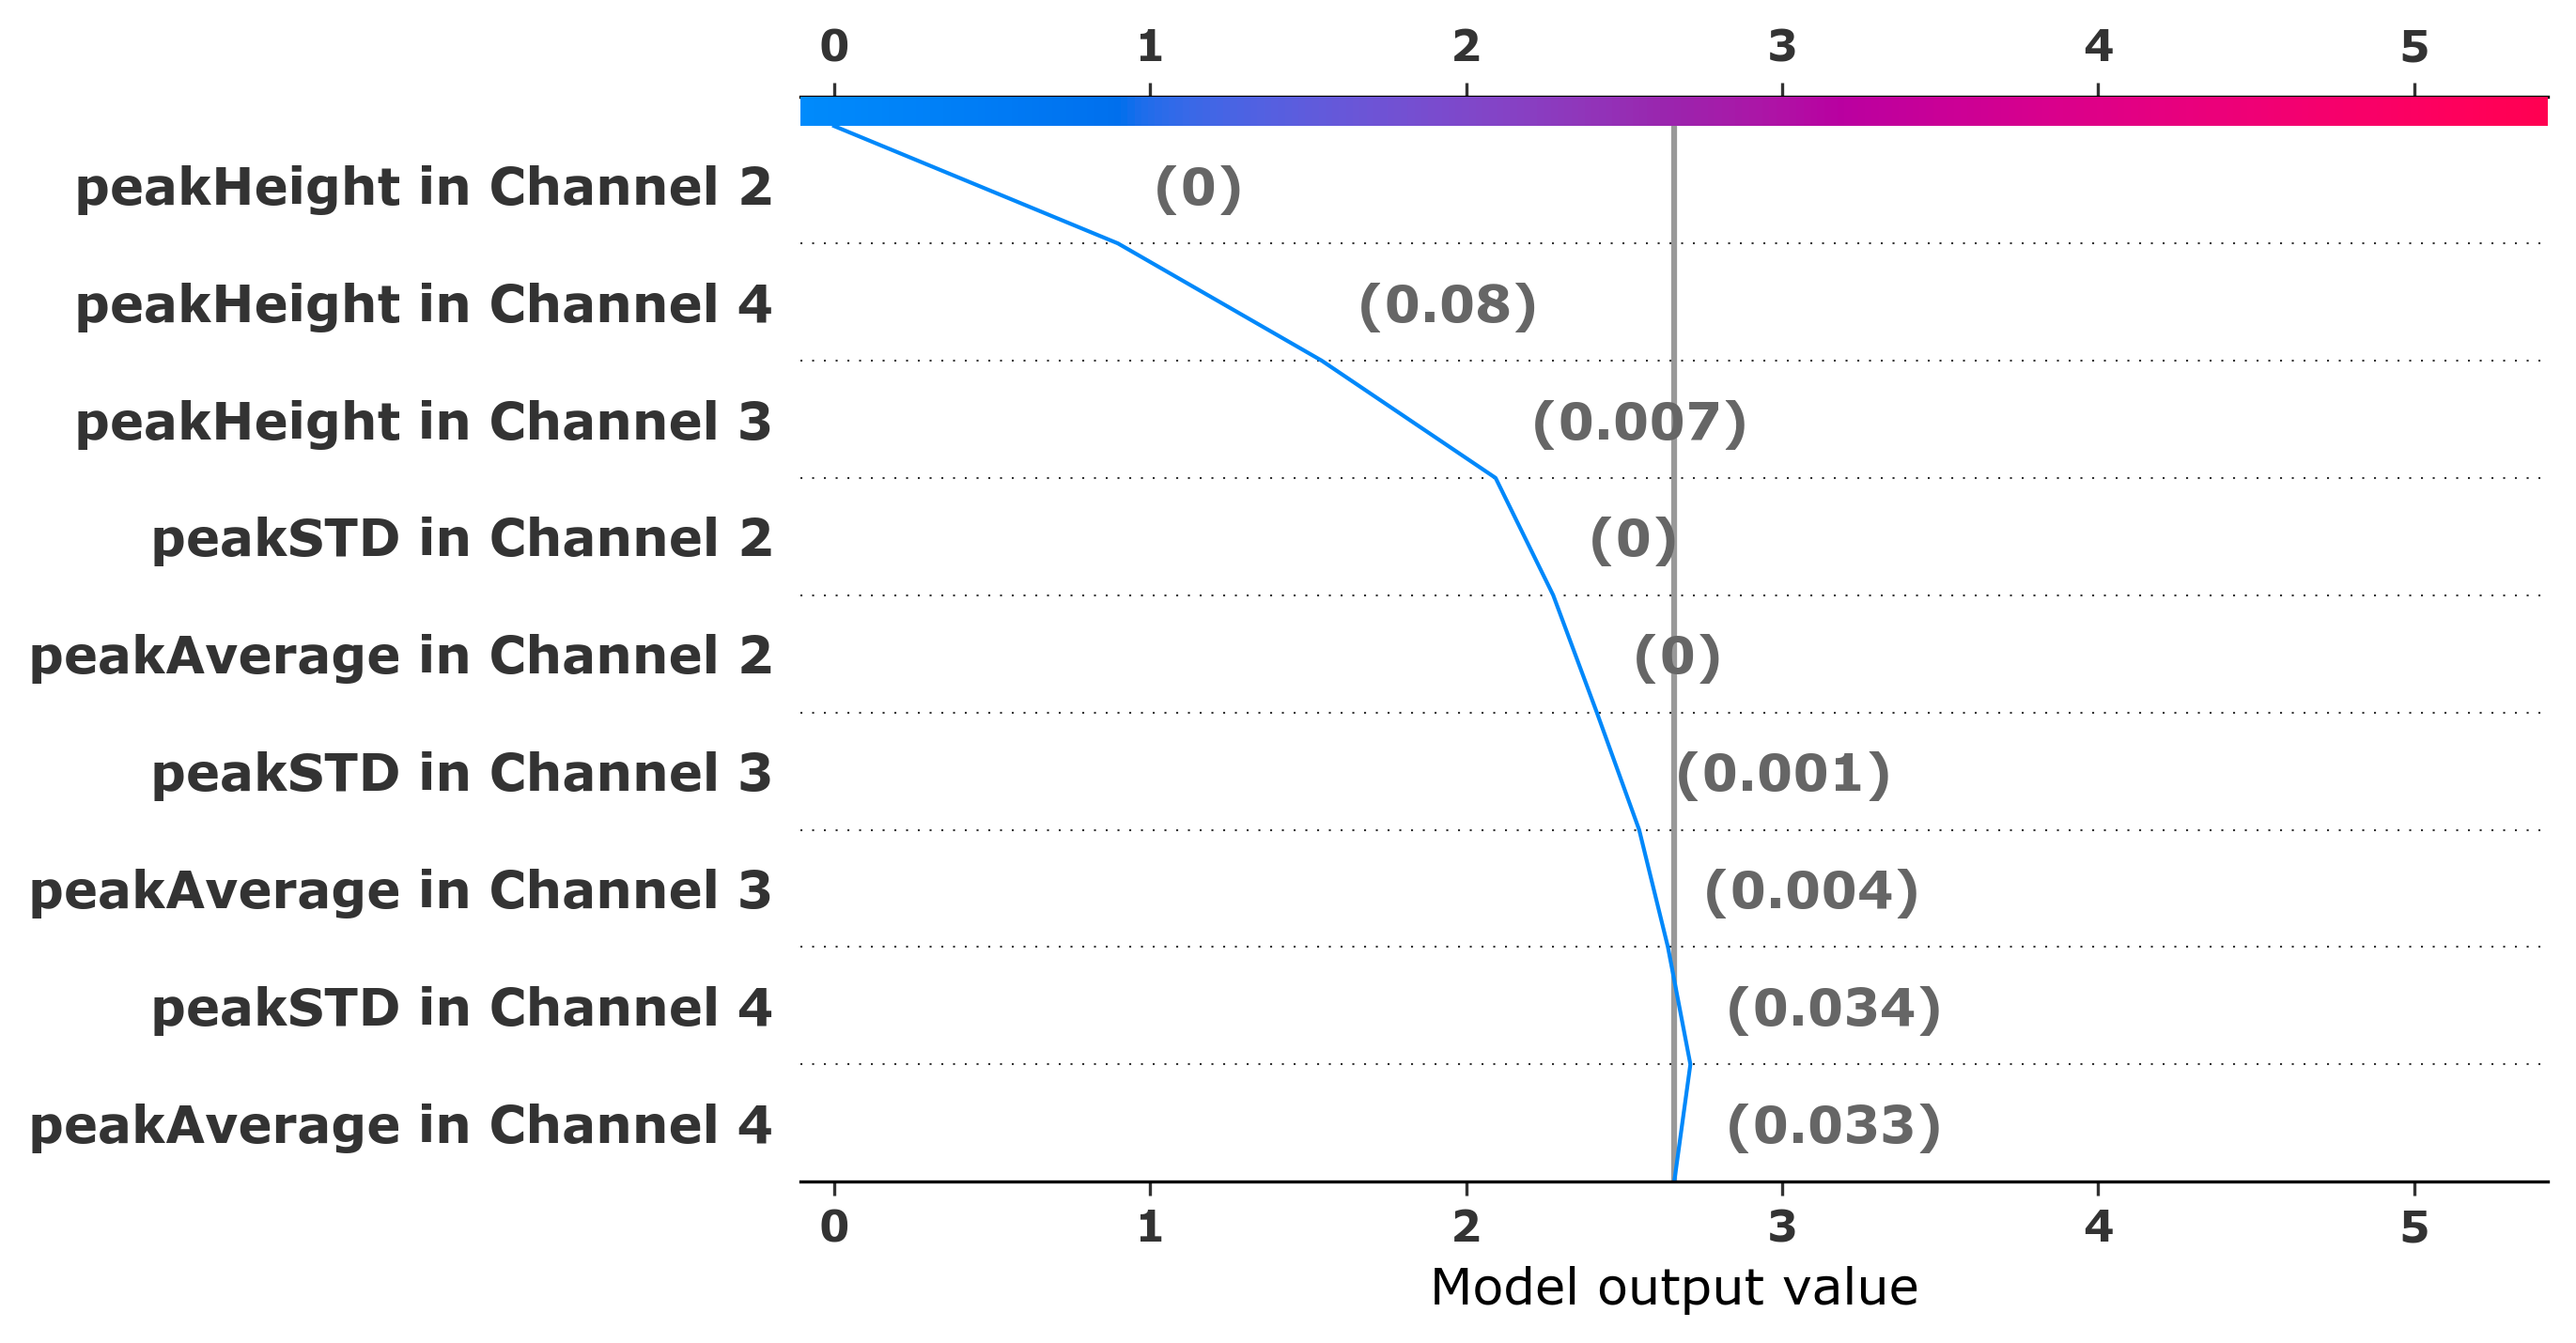 0 1 2 3 4 5
peakHeight in Channel 2 (0)
peakHeight in Channel 4 (0.08)
peakHeight in Channel 3 (0.007)
peakSTD in Channel 2 (0)
peakAverage in Channel 2 (0)
peakSTD in Channel 3 (0.001)
peakAverage in Channel 3 (0.004)
peakSTD in Channel 4 (0.034)
peakAverage in Channel 4 (0.033)
0 1 2 3 4 5
Model output value